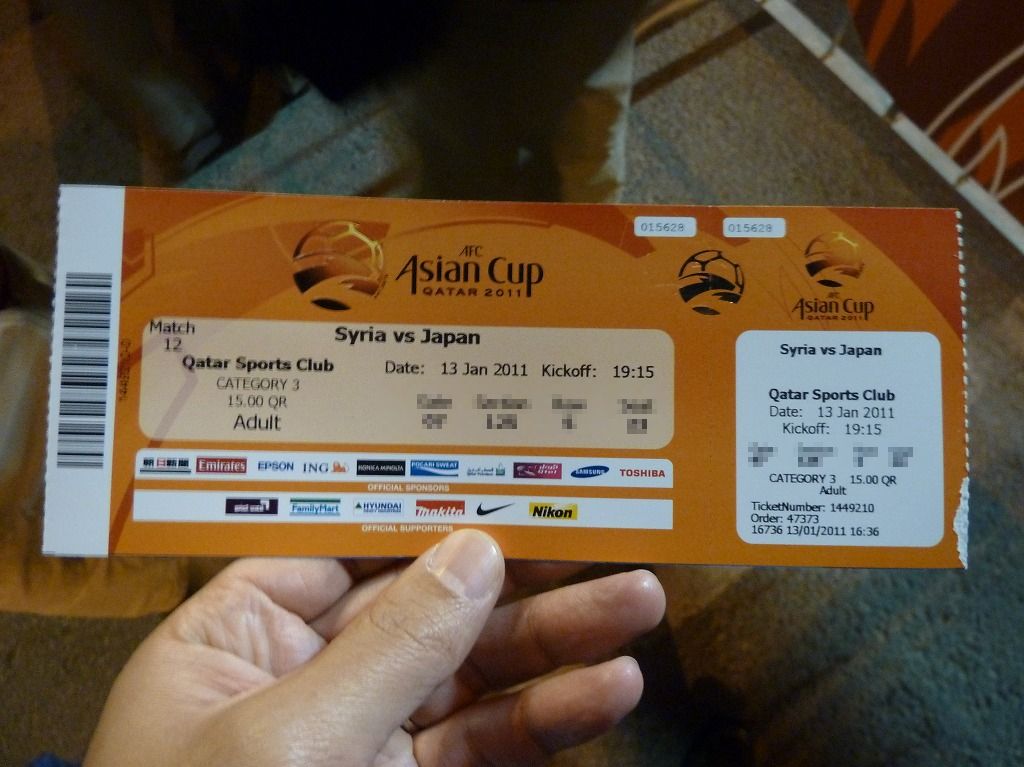 015628
015628
AFC
Asian Cup
QATAR 2011
AFC
Asian Cup
QATAR 2011
Match
12
Syria vs Japan
Qatar Sports Club
Date: 13 Jan 2011 Kickoff: 19:15
CATEGORY 3
15.00 QR
Adult
Emirates EPSON ING KONICA MINOLTA POCARI SWEAT SAMSUNG TOSHIBA
OFFICIAL SPONSORS
FamilyMart HYUNDAI makita Nikon
OFFICIAL SUPPORTERS
Syria vs Japan
Qatar Sports Club
Date: 13 Jan 2011
Kickoff: 19:15
CATEGORY 3 15.00 QR
Adult
TicketNumber: 1449210
Order: 47373
16736 13/01/2011 16:36